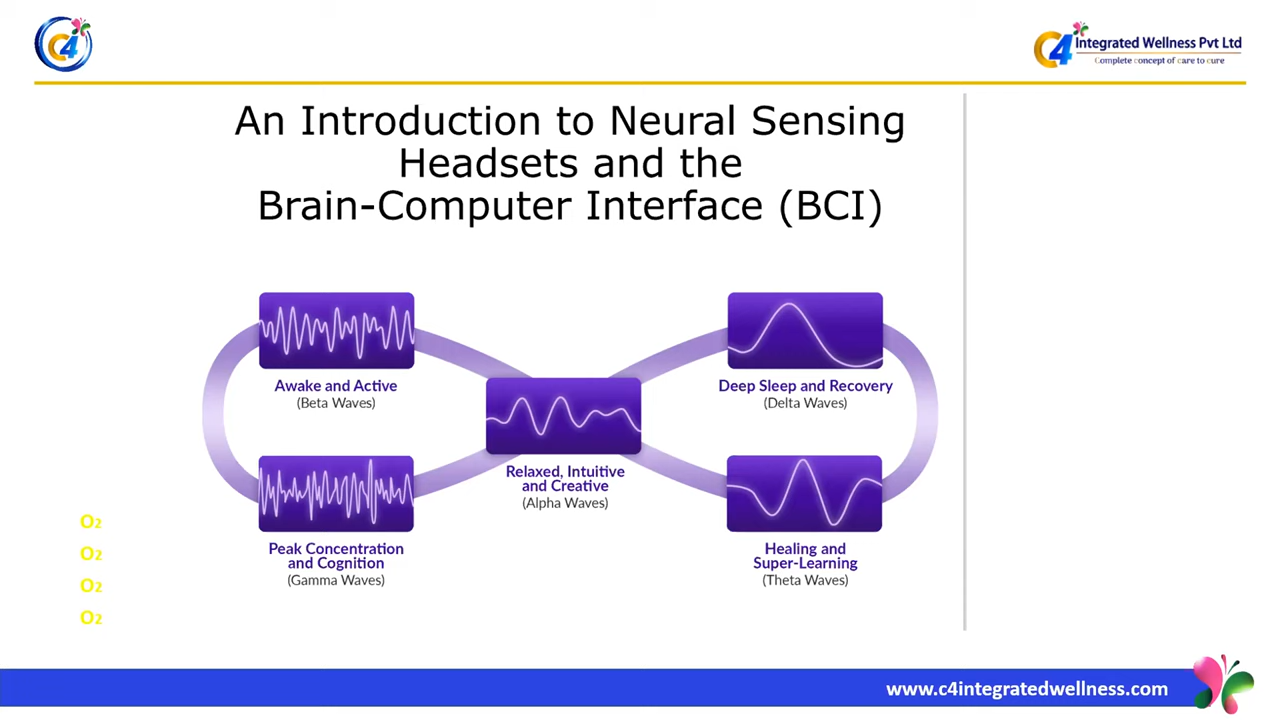 C4
C4 Integrated Wellness Pvt Ltd
Complete concept of care to cure
An Introduction to Neural Sensing
Headsets and the
Brain-Computer Interface (BCI)
Awake and Active
(Beta Waves)
Deep Sleep and Recovery
(Delta Waves)
Relaxed, Intuitive
and Creative
(Alpha Waves)
Peak Concentration
and Cognition
(Gamma Waves)
Healing and
Super-Learning
(Theta Waves)
O2
O2
O2
O2
www.c4integratedwellness.com